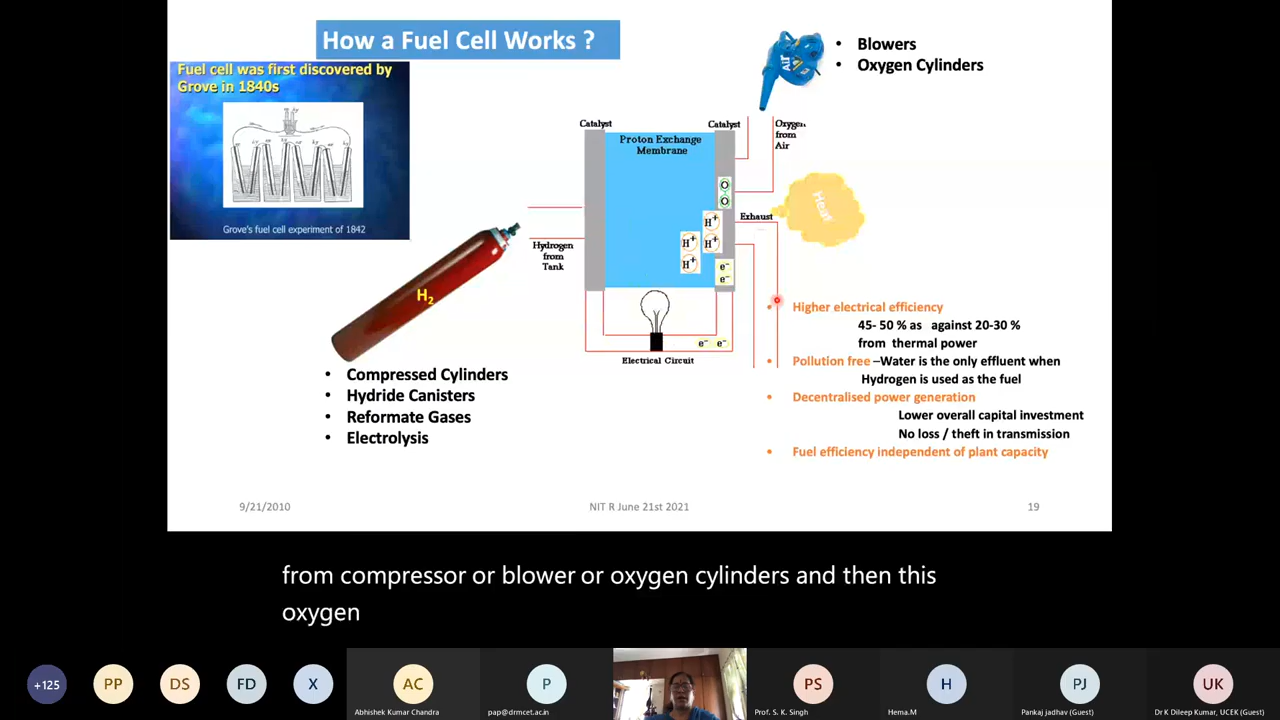 How a Fuel Cell Works ?
Fuel cell was first discovered by
Grove in 1840s
Grove's fuel cell experiment of 1842
• Blowers
• Oxygen Cylinders
AIR
Catalyst
Catalyst
Proton Exchange
Membrane
Oxygen
from
Air
O
O
H+
H+
H+
H+
e−
e−
Exhaust
Heat
Hydrogen
from
Tank
H2
e− e−
Electrical Circuit
• Compressed Cylinders
• Hydride Canisters
• Reformate Gases
• Electrolysis
• Higher electrical efficiency
45- 50 % as against 20-30 %
from thermal power
• Pollution free –Water is the only effluent when
Hydrogen is used as the fuel
• Decentralised power generation
Lower overall capital investment
No loss / theft in transmission
• Fuel efficiency independent of plant capacity
9/21/2010
NIT R June 21st 2021
19
from compressor or blower or oxygen cylinders and then this
oxygen
+125
PP
DS
FD
X
AC
Abhishek Kumar Chandra
P
pap@drmcet.ac.in
PS
Prof. S. K. Singh
H
Hema.M
PJ
Pankaj jadhav (Guest)
UK
Dr K Dileep Kumar, UCEK (Guest)